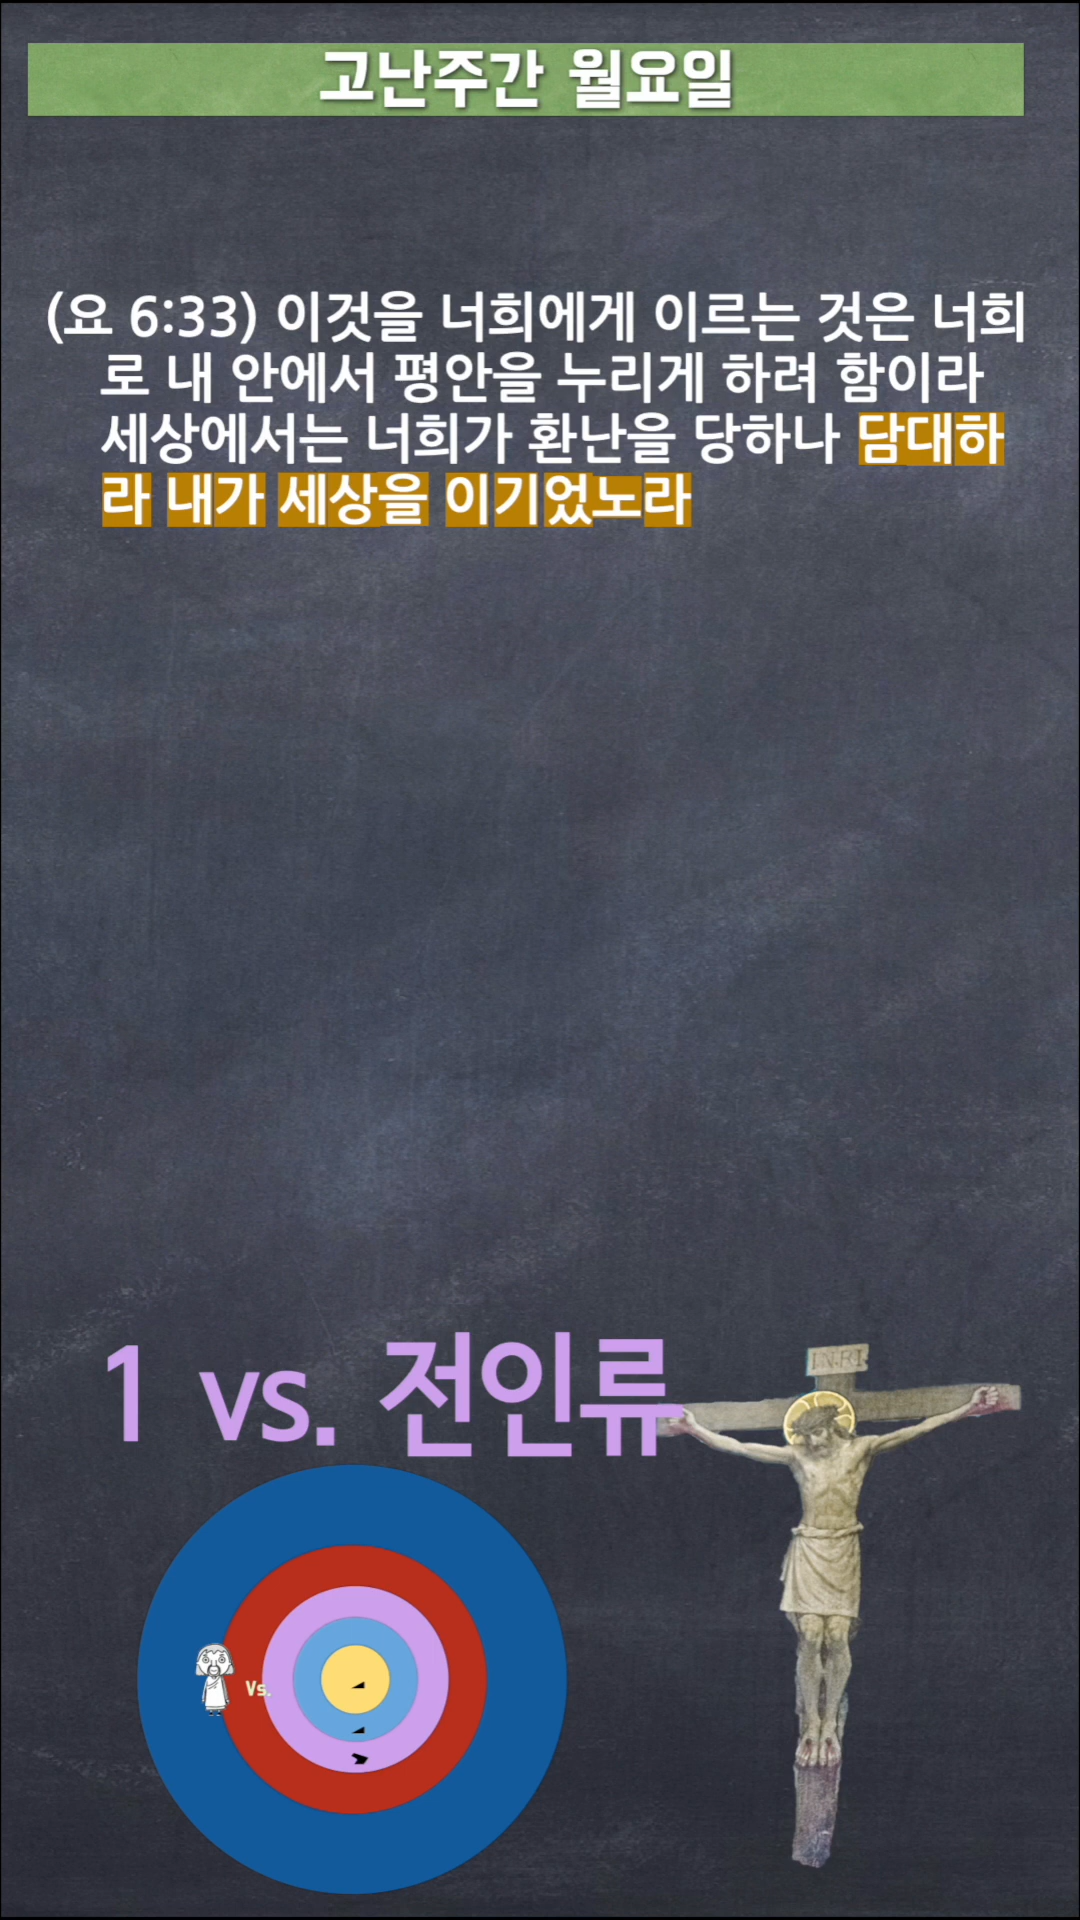 고난주간 월요일
(요 6:33) 이것을 너희에게 이르는 것은 너희
로 내 안에서 평안을 누리게 하려 함이라
세상에서는 너희가 환난을 당하나 담대하
라 내가 세상을 이기었노라
1 vs. 전인류
I.N.R.I
Vs.